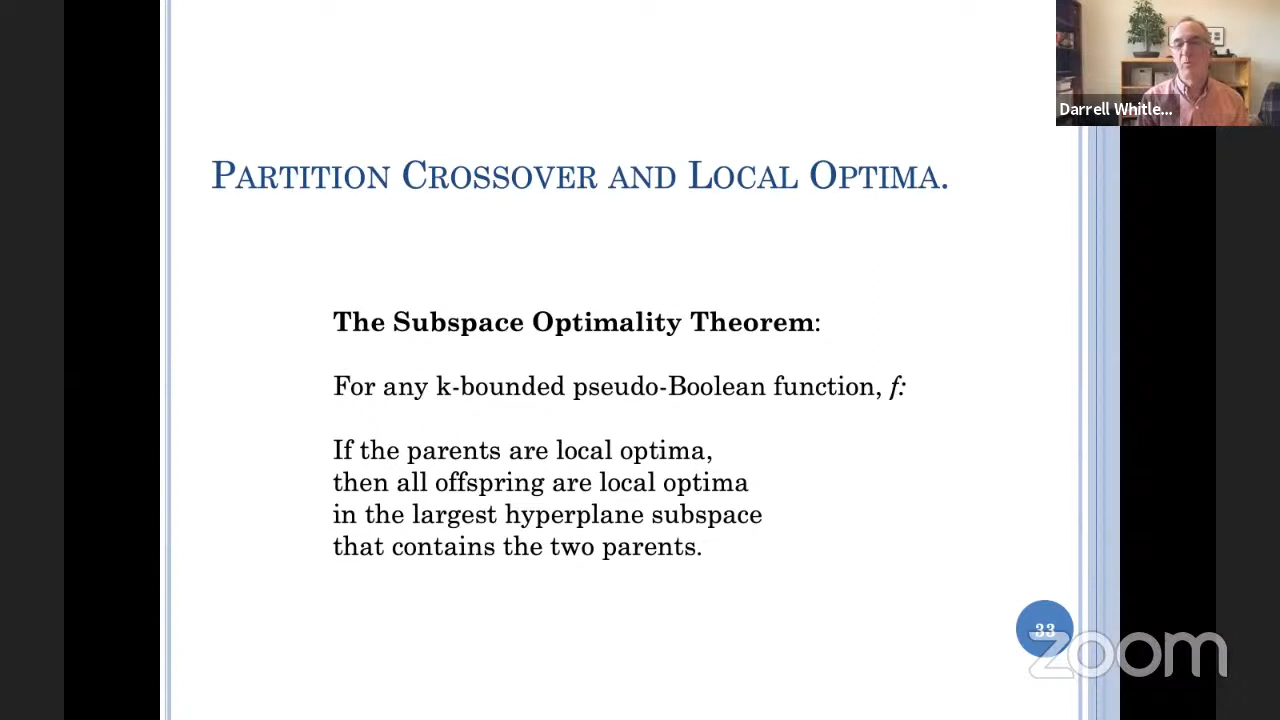 Darrell Whitle...
PARTITION CROSSOVER AND LOCAL OPTIMA.
The Subspace Optimality Theorem:
For any k-bounded pseudo-Boolean function, f:
If the parents are local optima,
then all offspring are local optima
in the largest hyperplane subspace
that contains the two parents.
33
zoom